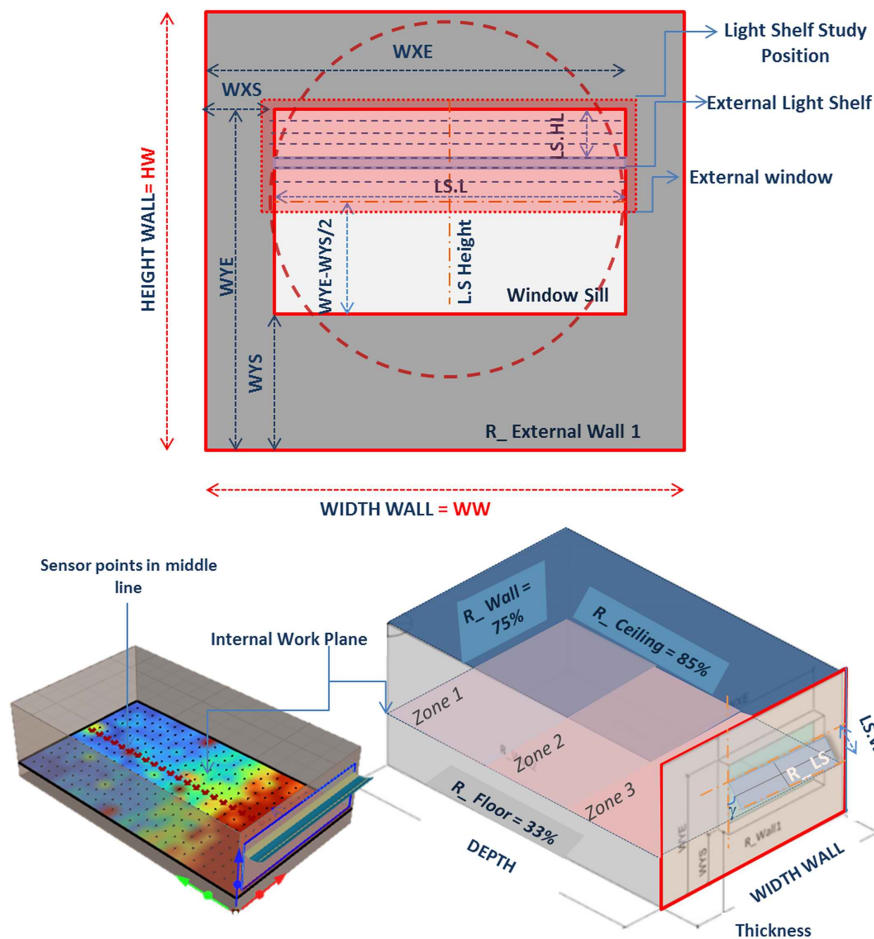 Light Shelf Study
Position
WXE
WXS
External Light Shelf
LS.HL
External window
LS.L
HEIGHT WALL= HW
WYE
WYE-WYS/2
L.S Height
Window Sill
WYS
R_ External Wall 1
WIDTH WALL = WW
Sensor points in middle
line
Internal Work Plane
R_ Wall =
75%
R_ Ceiling = 85%
Zone 1
Zone 2
Zone 3
R_ Floor = 33%
DEPTH
WYE
R_LS
γ
WYE
WYS
R_Wall1
WIDTH WALL
Thickness